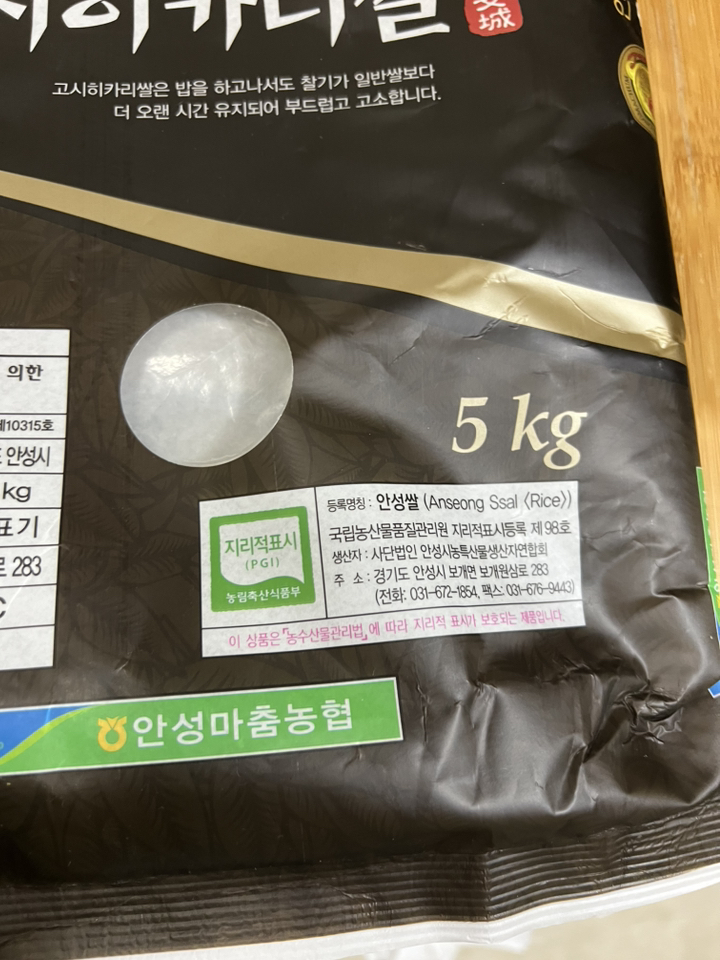 시히카리쌀
城
고시히카리쌀은 밥을 하고나서도 찰기가 일반쌀보다
더 오랜 시간 유지되어 부드럽고 고소합니다.
의한
제10315호
안성시
kg
표기
로 283
C
5 kg
지리적표시
(PGI)
농림축산식품부
등록명칭 : 안성쌀 (Anseong Ssal 〈Rice〉)
국립농산물품질관리원 지리적표시등록 제 98호
생산자 : 사단법인 안성시농특산물생산자연합회
주 소 : 경기도 안성시 보개면 보개원삼로 283
(전화: 031-672-1854, 팩스: 031-676-9443)
이 상품은「농수산물관리법」에 따라 지리적 표시가 보호되는 제품입니다.
안성마춤농협